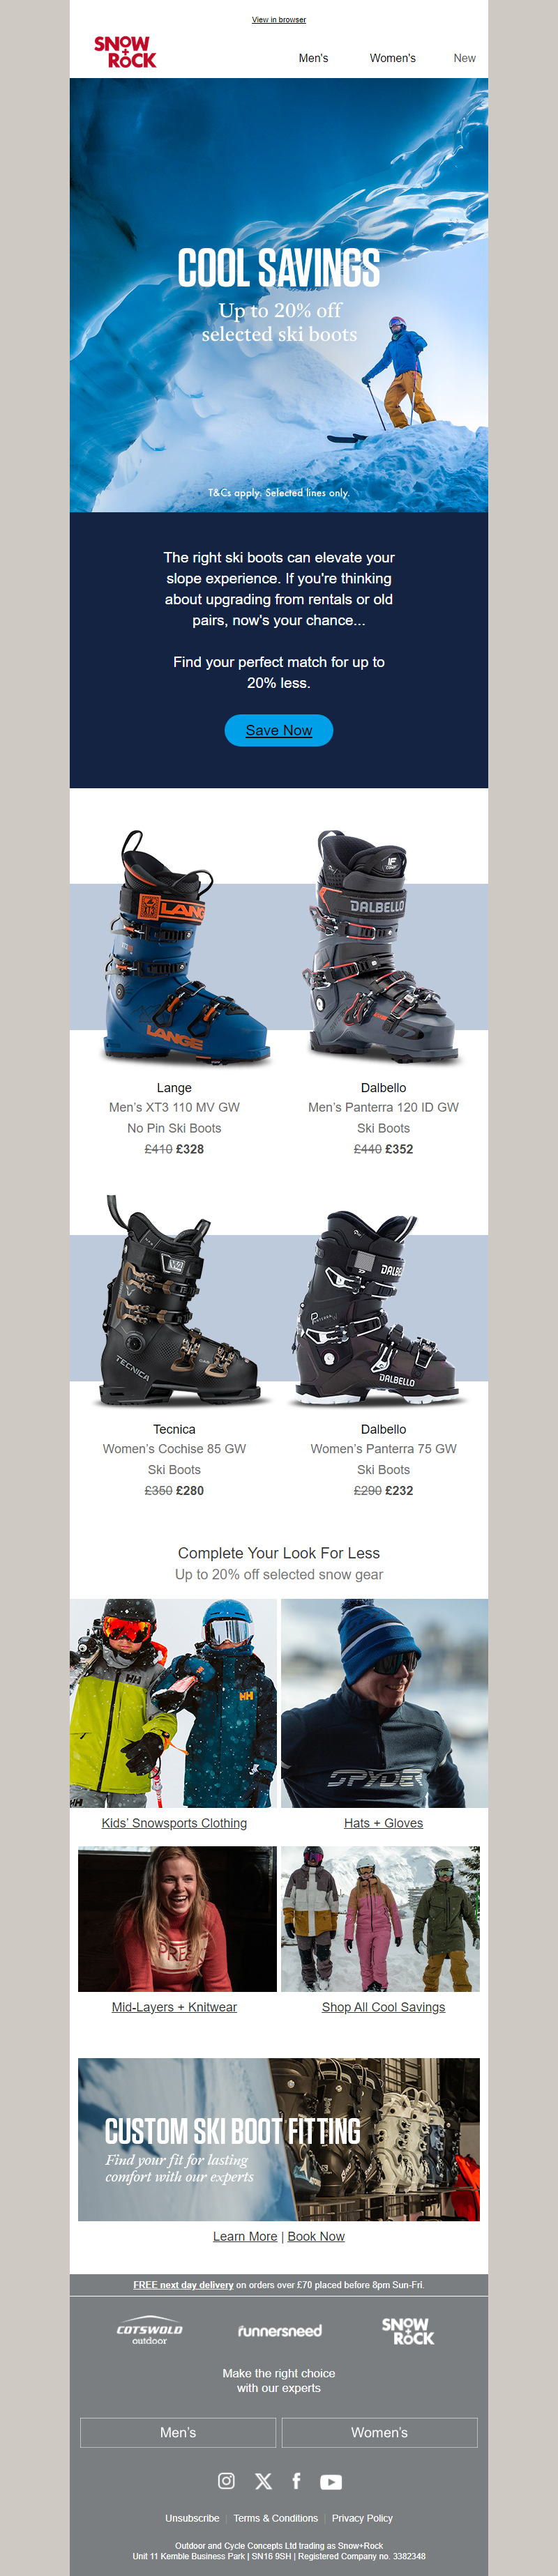 View in browser
SNOW
+
ROCK
Men's Women's New
COOL SAVINGS
Up to 20% off
selected ski boots
T&Cs apply. Selected lines only.
The right ski boots can elevate your
slope experience. If you're thinking
about upgrading from rentals or old
pairs, now's your chance...
Find your perfect match for up to
20% less.
Save Now
LANG
LANGE
DALBELLO
Lange
Men's XT3 110 MV GW
No Pin Ski Boots
£410 £328
Dalbello
Men's Panterra 120 ID GW
Ski Boots
£440 £352
TECNICA
DALBE
PANTERRA
DALBELLO
Tecnica
Women's Cochise 85 GW
Ski Boots
£350 £280
Dalbello
Women's Panterra 75 GW
Ski Boots
£290 £232
Complete Your Look For Less
Up to 20% off selected snow gear
HH
HH
SPYDER
Kids' Snowsports Clothing
Hats + Gloves
Mid-Layers + Knitwear
Shop All Cool Savings
CUSTOM SKI BOOT FITTING
Find your fit for lasting
comfort with our experts
Learn More | Book Now
FREE next day delivery on orders over £70 placed before 8pm Sun-Fri.
COTSWOLD
outdoor
runnersneed
SNOW
+
ROCK
Make the right choice
with our experts
Men's
Women's
Unsubscribe | Terms & Conditions | Privacy Policy
Outdoor and Cycle Concepts Ltd trading as Snow+Rock
Unit 11 Kemble Business Park | SN16 9SH | Registered Company no. 3382348